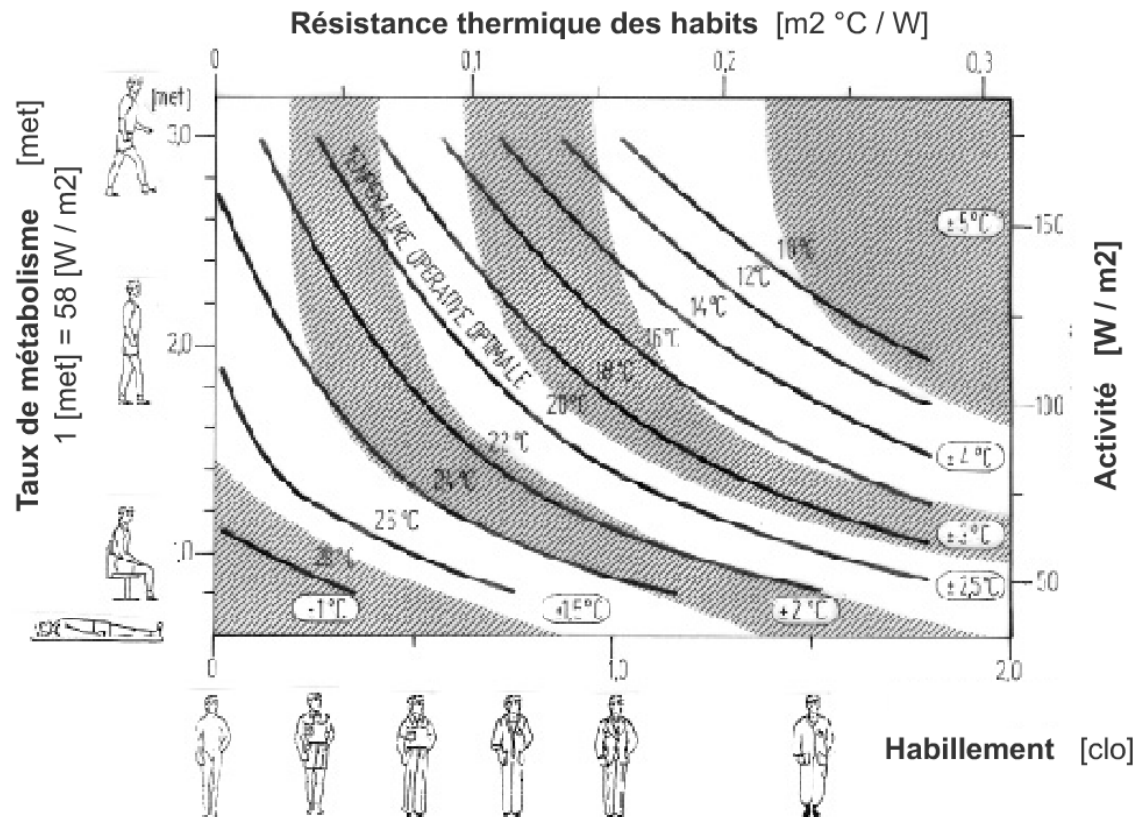 Résistance thermique des habits [m2 °C / W]
0 0,1 0,2 0,3
[met]
3,0
2,0
1,0
Taux de métabolisme [met]
1 [met] = 58 [W / m2]
TEMPERATURE OPERATIVE OPTIMALE
10°C
12°C
14°C
16°C
18°C
20°C
22°C
24°C
26°C
28°C
±5°C
±4°C
±3°C
±2,5°C
±2°C
±1,5°C
±1°C
150
100
50
Activité [W / m2]
0 1,0 2,0
Habillement [clo]